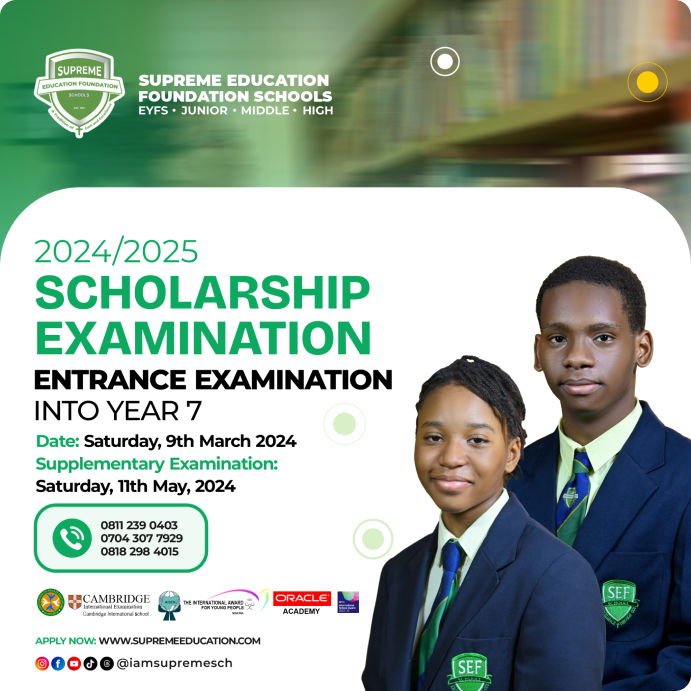 SUPREME
EDUCATION FOUNDATION
SCHOOLS
SUPREME EDUCATION
FOUNDATION SCHOOLS
EYFS • JUNIOR • MIDDLE • HIGH
2024/2025
SCHOLARSHIP
EXAMINATION
ENTRANCE EXAMINATION
INTO YEAR 7
Date: Saturday, 9th March 2024
Supplementary Examination:
Saturday, 11th May, 2024
0811 239 0403
0704 307 7929
0818 298 4015
CAMBRIDGE
International Examination
Cambridge International School
THE INTERNATIONAL AWARD
FOR YOUNG PEOPLE
ORACLE
ACADEMY
APPLY NOW: WWW.SUPREMEEDUCATION.COM
@iamsupremesch
SEF
SEF